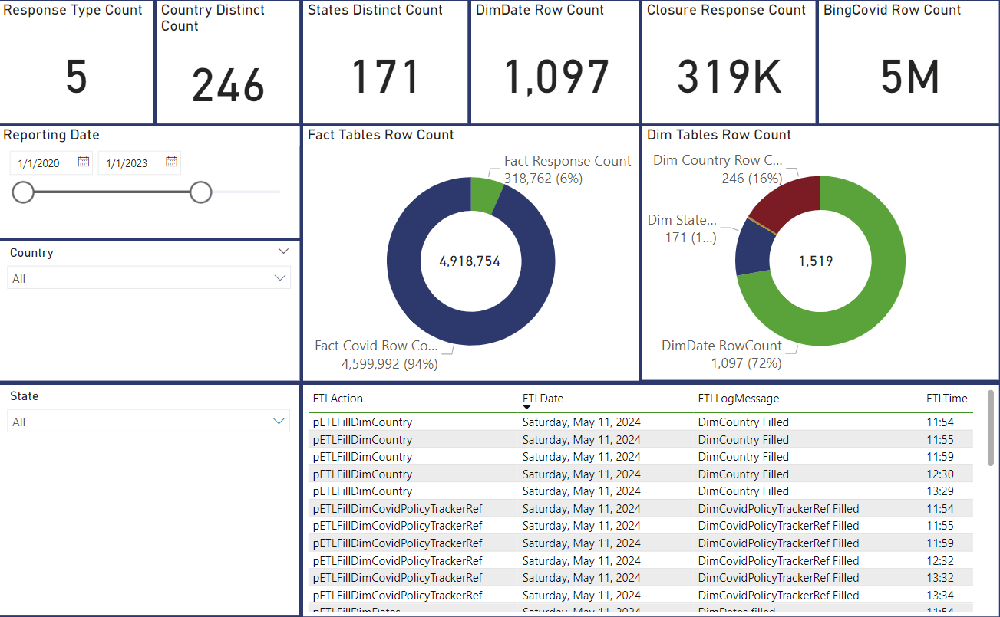 Response Type Count
5
Country Distinct
Count
246
States Distinct Count
171
DimDate Row Count
1,097
Closure Response Count
319K
BingCovid Row Count
5M
Reporting Date
1/1/2020 1/1/2023
Country
All
State
All
Fact Tables Row Count
Fact Response Count
318,762 (6%)
4,918,754
Fact Covid Row Co...
4,599,992 (94%)
Dim Tables Row Count
Dim Country Row C...
246 (16%)
Dim State...
171 (1...)
1,519
DimDate RowCount
1,097 (72%)
ETLAction ETLDate ETLLogMessage ETLTime
pETLFillDimCountry Saturday, May 11, 2024 DimCountry Filled 11:54
pETLFillDimCountry Saturday, May 11, 2024 DimCountry Filled 11:55
pETLFillDimCountry Saturday, May 11, 2024 DimCountry Filled 11:59
pETLFillDimCountry Saturday, May 11, 2024 DimCountry Filled 12:30
pETLFillDimCountry Saturday, May 11, 2024 DimCountry Filled 13:29
pETLFillDimCovidPolicyTrackerRef Saturday, May 11, 2024 DimCovidPolicyTrackerRef Filled 11:54
pETLFillDimCovidPolicyTrackerRef Saturday, May 11, 2024 DimCovidPolicyTrackerRef Filled 11:55
pETLFillDimCovidPolicyTrackerRef Saturday, May 11, 2024 DimCovidPolicyTrackerRef Filled 11:59
pETLFillDimCovidPolicyTrackerRef Saturday, May 11, 2024 DimCovidPolicyTrackerRef Filled 12:32
pETLFillDimCovidPolicyTrackerRef Saturday, May 11, 2024 DimCovidPolicyTrackerRef Filled 13:32
pETLFillDimCovidPolicyTrackerRef Saturday, May 11, 2024 DimCovidPolicyTrackerRef Filled 13:34
pETLFillDimDates Saturday, May 11, 2024 DimDates filled 11:54